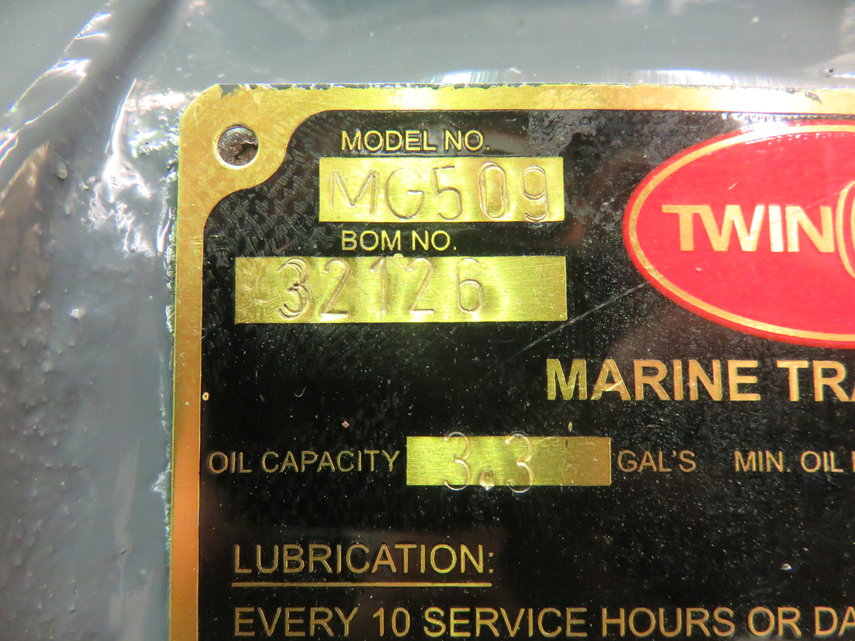 MODEL NO.
MG509
BOM NO.
32126
TWIN
MARINE TRA
OIL CAPACITY 3.3 GAL'S MIN. OIL
LUBRICATION:
EVERY 10 SERVICE HOURS OR DA